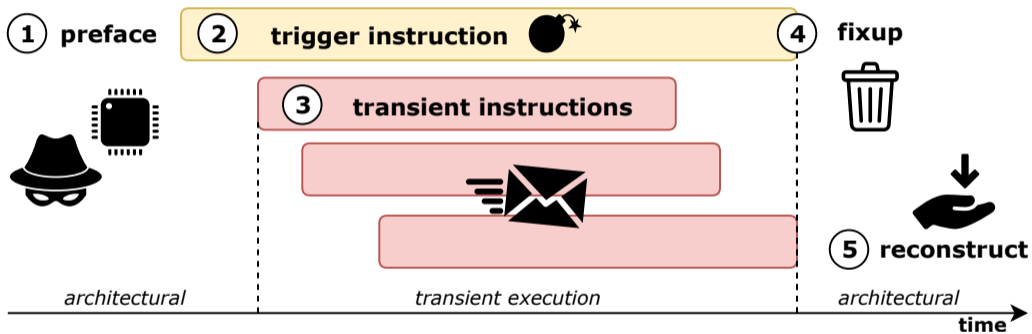 1 preface
2 trigger instruction
4 fixup
3 transient instructions
5 reconstruct
architectural
transient execution
architectural
time